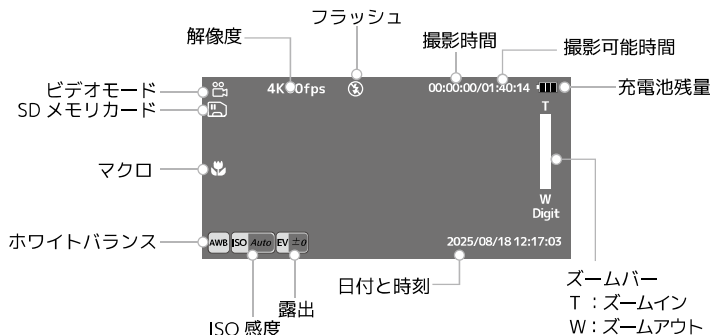 フラッシュ
解像度
撮影時間
撮影可能時間
ビデオモード
4K 0fps
00:00:00/01:40:14
充電池残量
SDメモリカード
T
マクロ
W
Digit
ホワイトバランス
AWB
ISO Auto
EV ±0
2025/08/18 12:17:03
日付と時刻
露出
ISO 感度
ズームバー
T：ズームイン
W：ズームアウト